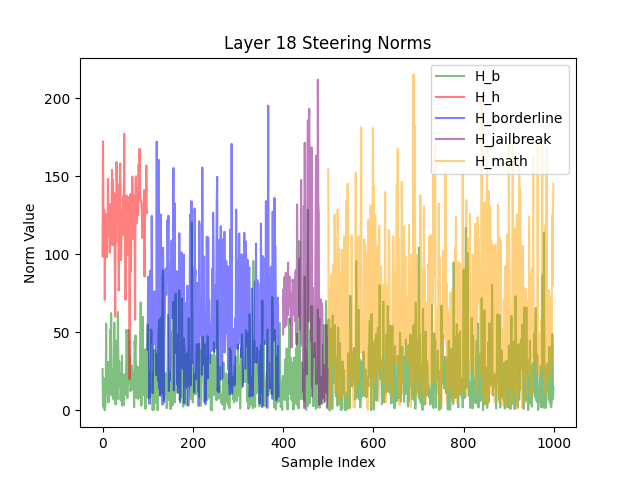 Layer 18 Steering Norms
H_b
H_h
H_borderline
H_jailbreak
H_math
Norm Value
200
150
100
50
0
0 200 400 600 800 1000
Sample Index